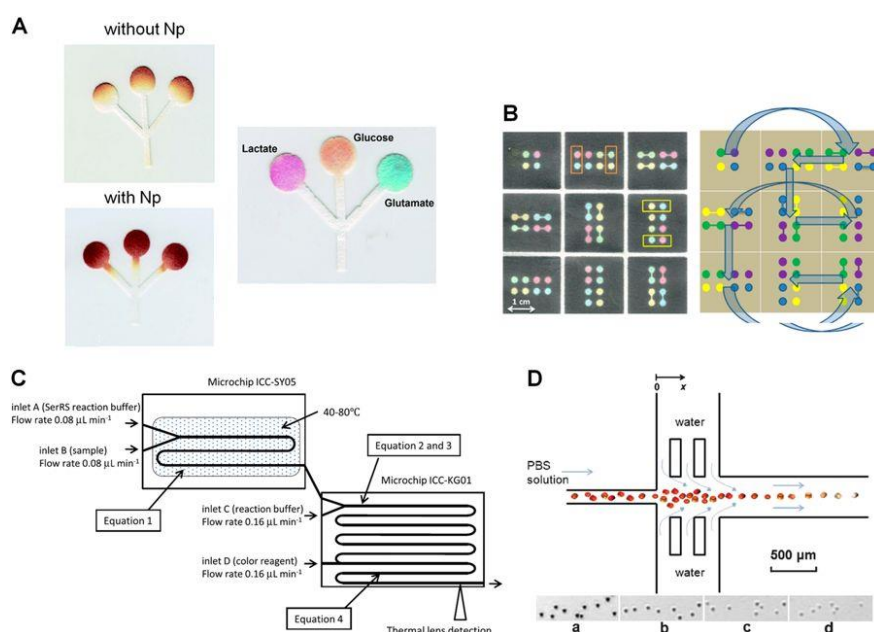 A
without Np
with Np
Lactate
Glucose
Glutamate
B
1 cm
C
Microchip ICC-SY05
inlet A (SerRS reaction buffer)
Flow rate 0.08 μL min⁻¹
40-80℃
inlet B (sample)
Flow rate 0.08 μL min⁻¹
Equation 2 and 3
Microchip ICC-KG01
Equation 1
inlet C (reaction buffer)
Flow rate 0.16 μL min⁻¹
inlet D (color reagent)
Flow rate 0.16 μL min⁻¹
Equation 4
Thermal lens detection
D
0 x
water
PBS
solution
500 μm
water
a b c d